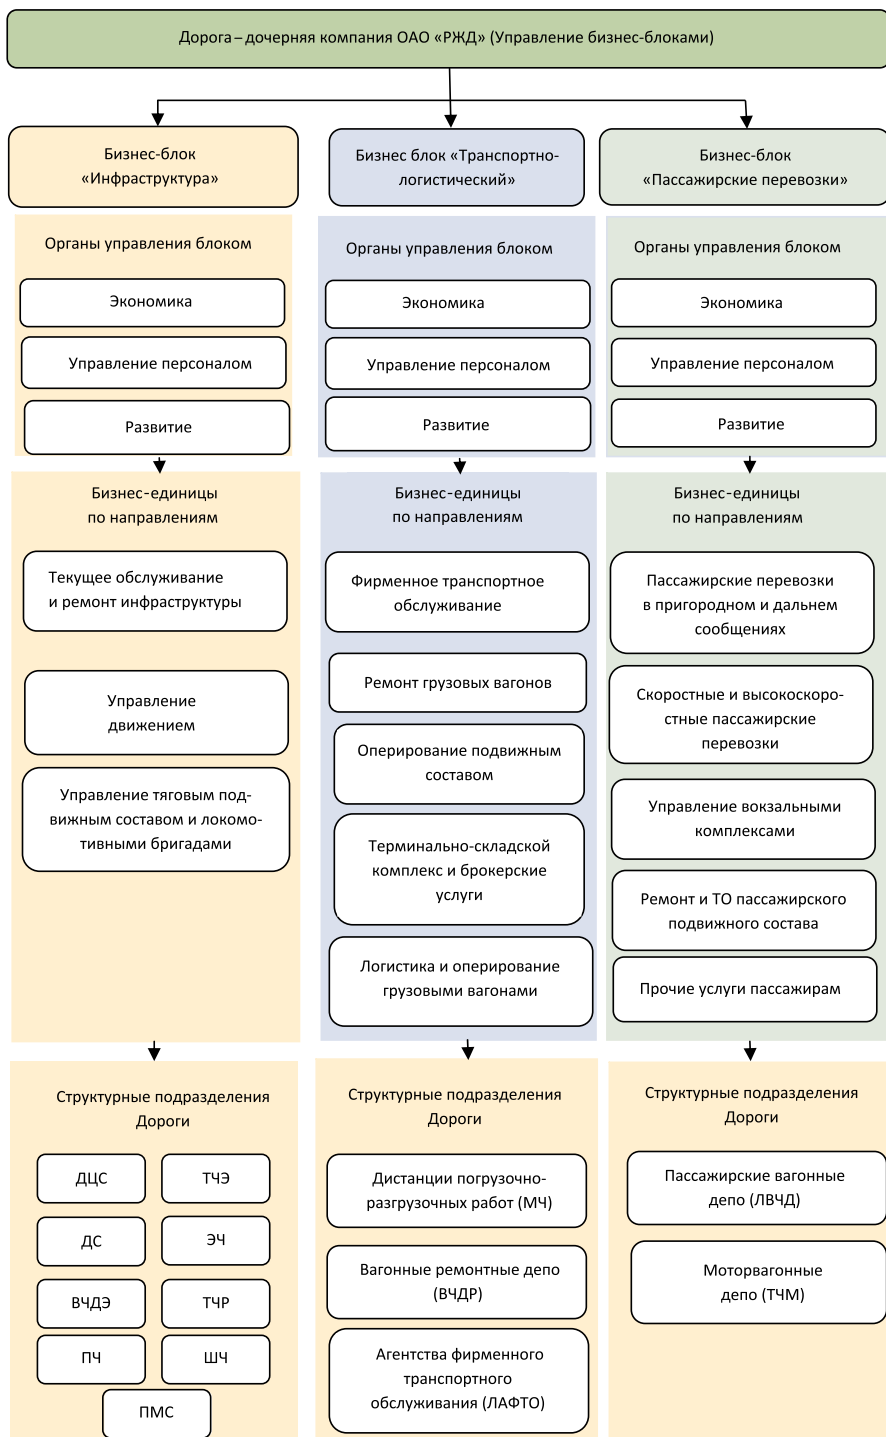 Дорога – дочерняя компания ОАО «РЖД» (Управление бизнес-блоками)
Бизнес-блок
«Инфраструктура»
Бизнес блок «Транспортно-
логистический»
Бизнес-блок
«Пассажирские перевозки»
Органы управления блоком
Экономика
Управление персоналом
Развитие
Органы управления блоком
Экономика
Управление персоналом
Развитие
Органы управления блоком
Экономика
Управление персоналом
Развитие
Бизнес-единицы
по направлениям
Текущее обслуживание
и ремонт инфраструктуры
Управление
движением
Управление тяговым под-
вижным составом и локомо-
тивными бригадами
Бизнес-единицы
по направлениям
Фирменное транспортное
обслуживание
Ремонт грузовых вагонов
Оперирование подвижным
составом
Терминально-складской
комплекс и брокерские
услуги
Логистика и оперирование
грузовыми вагонами
Бизнес-единицы
по направлениям
Пассажирские перевозки
в пригородном и дальнем
сообщениях
Скоростные и высокоскоро-
стные пассажирские
перевозки
Управление вокзальными
комплексами
Ремонт и ТО пассажирского
подвижного состава
Прочие услуги пассажирам
Структурные подразделения
Дороги
ДЦС
ТЧЭ
ДС
ЭЧ
ВЧДЭ
ТЧР
ПЧ
ШЧ
ПМС
Структурные подразделения
Дороги
Дистанции погрузочно-
разгрузочных работ (МЧ)
Вагонные ремонтные депо
(ВЧДР)
Агентства фирменного
транспортного
обслуживания (ЛАФТО)
Структурные подразделения
Дороги
Пассажирские вагонные
депо (ЛВЧД)
Моторвагонные
депо (ТЧМ)